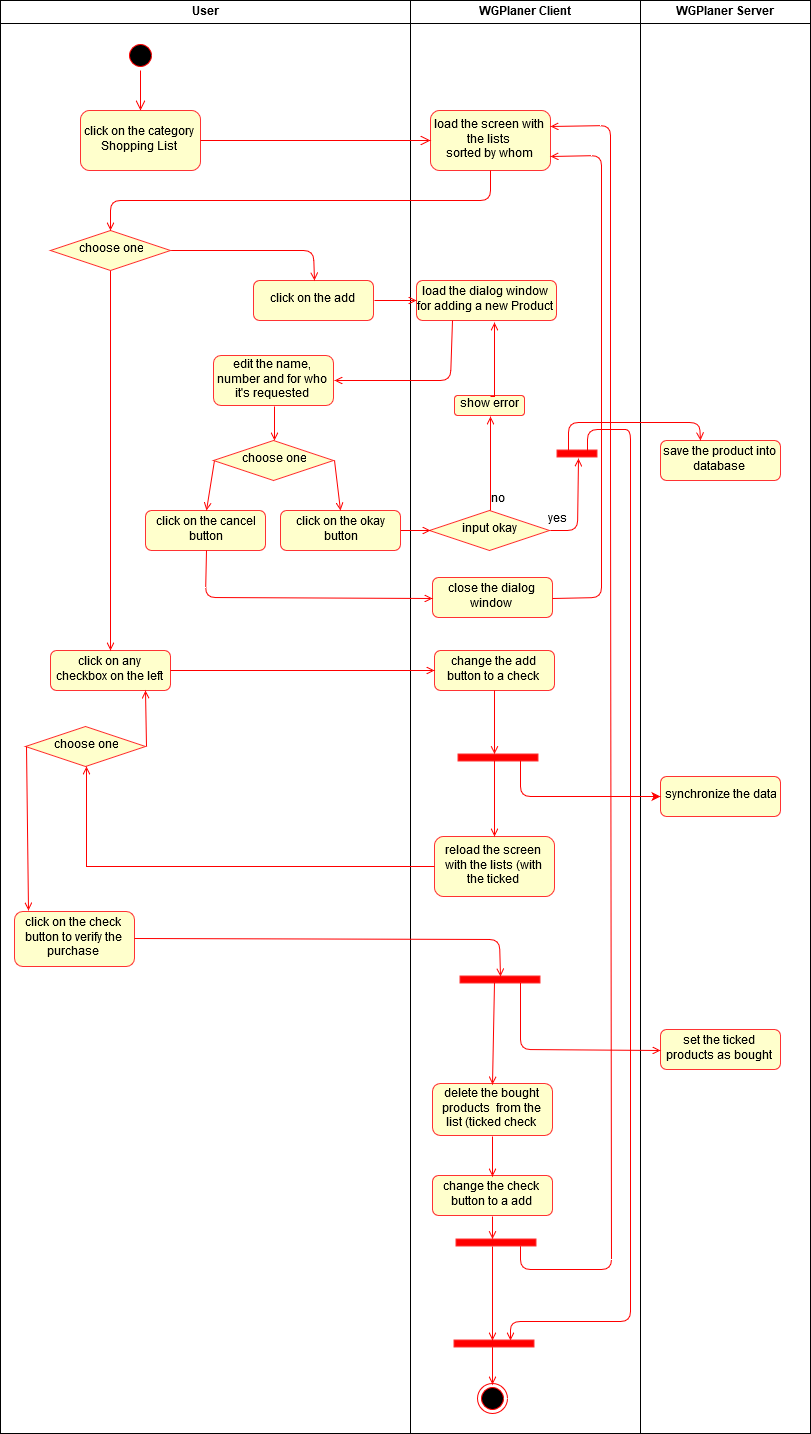 User
WGPlaner Client
WGPlaner Server
click on the category
Shopping List
load the screen with
the lists
sorted by whom
choose one
click on the add
load the dialog window
for adding a new Product
edit the name,
number and for who
it's requested
show error
choose one
save the product into
database
no
click on the cancel
button
click on the okay
button
input okay
yes
close the dialog
window
click on any
checkbox on the left
change the add
button to a check
choose one
synchronize the data
reload the screen
with the lists (with
the ticked
click on the check
button to verify the
purchase
set the ticked
products as bought
delete the bought
products  from the
list (ticked check
change the check
button to a add